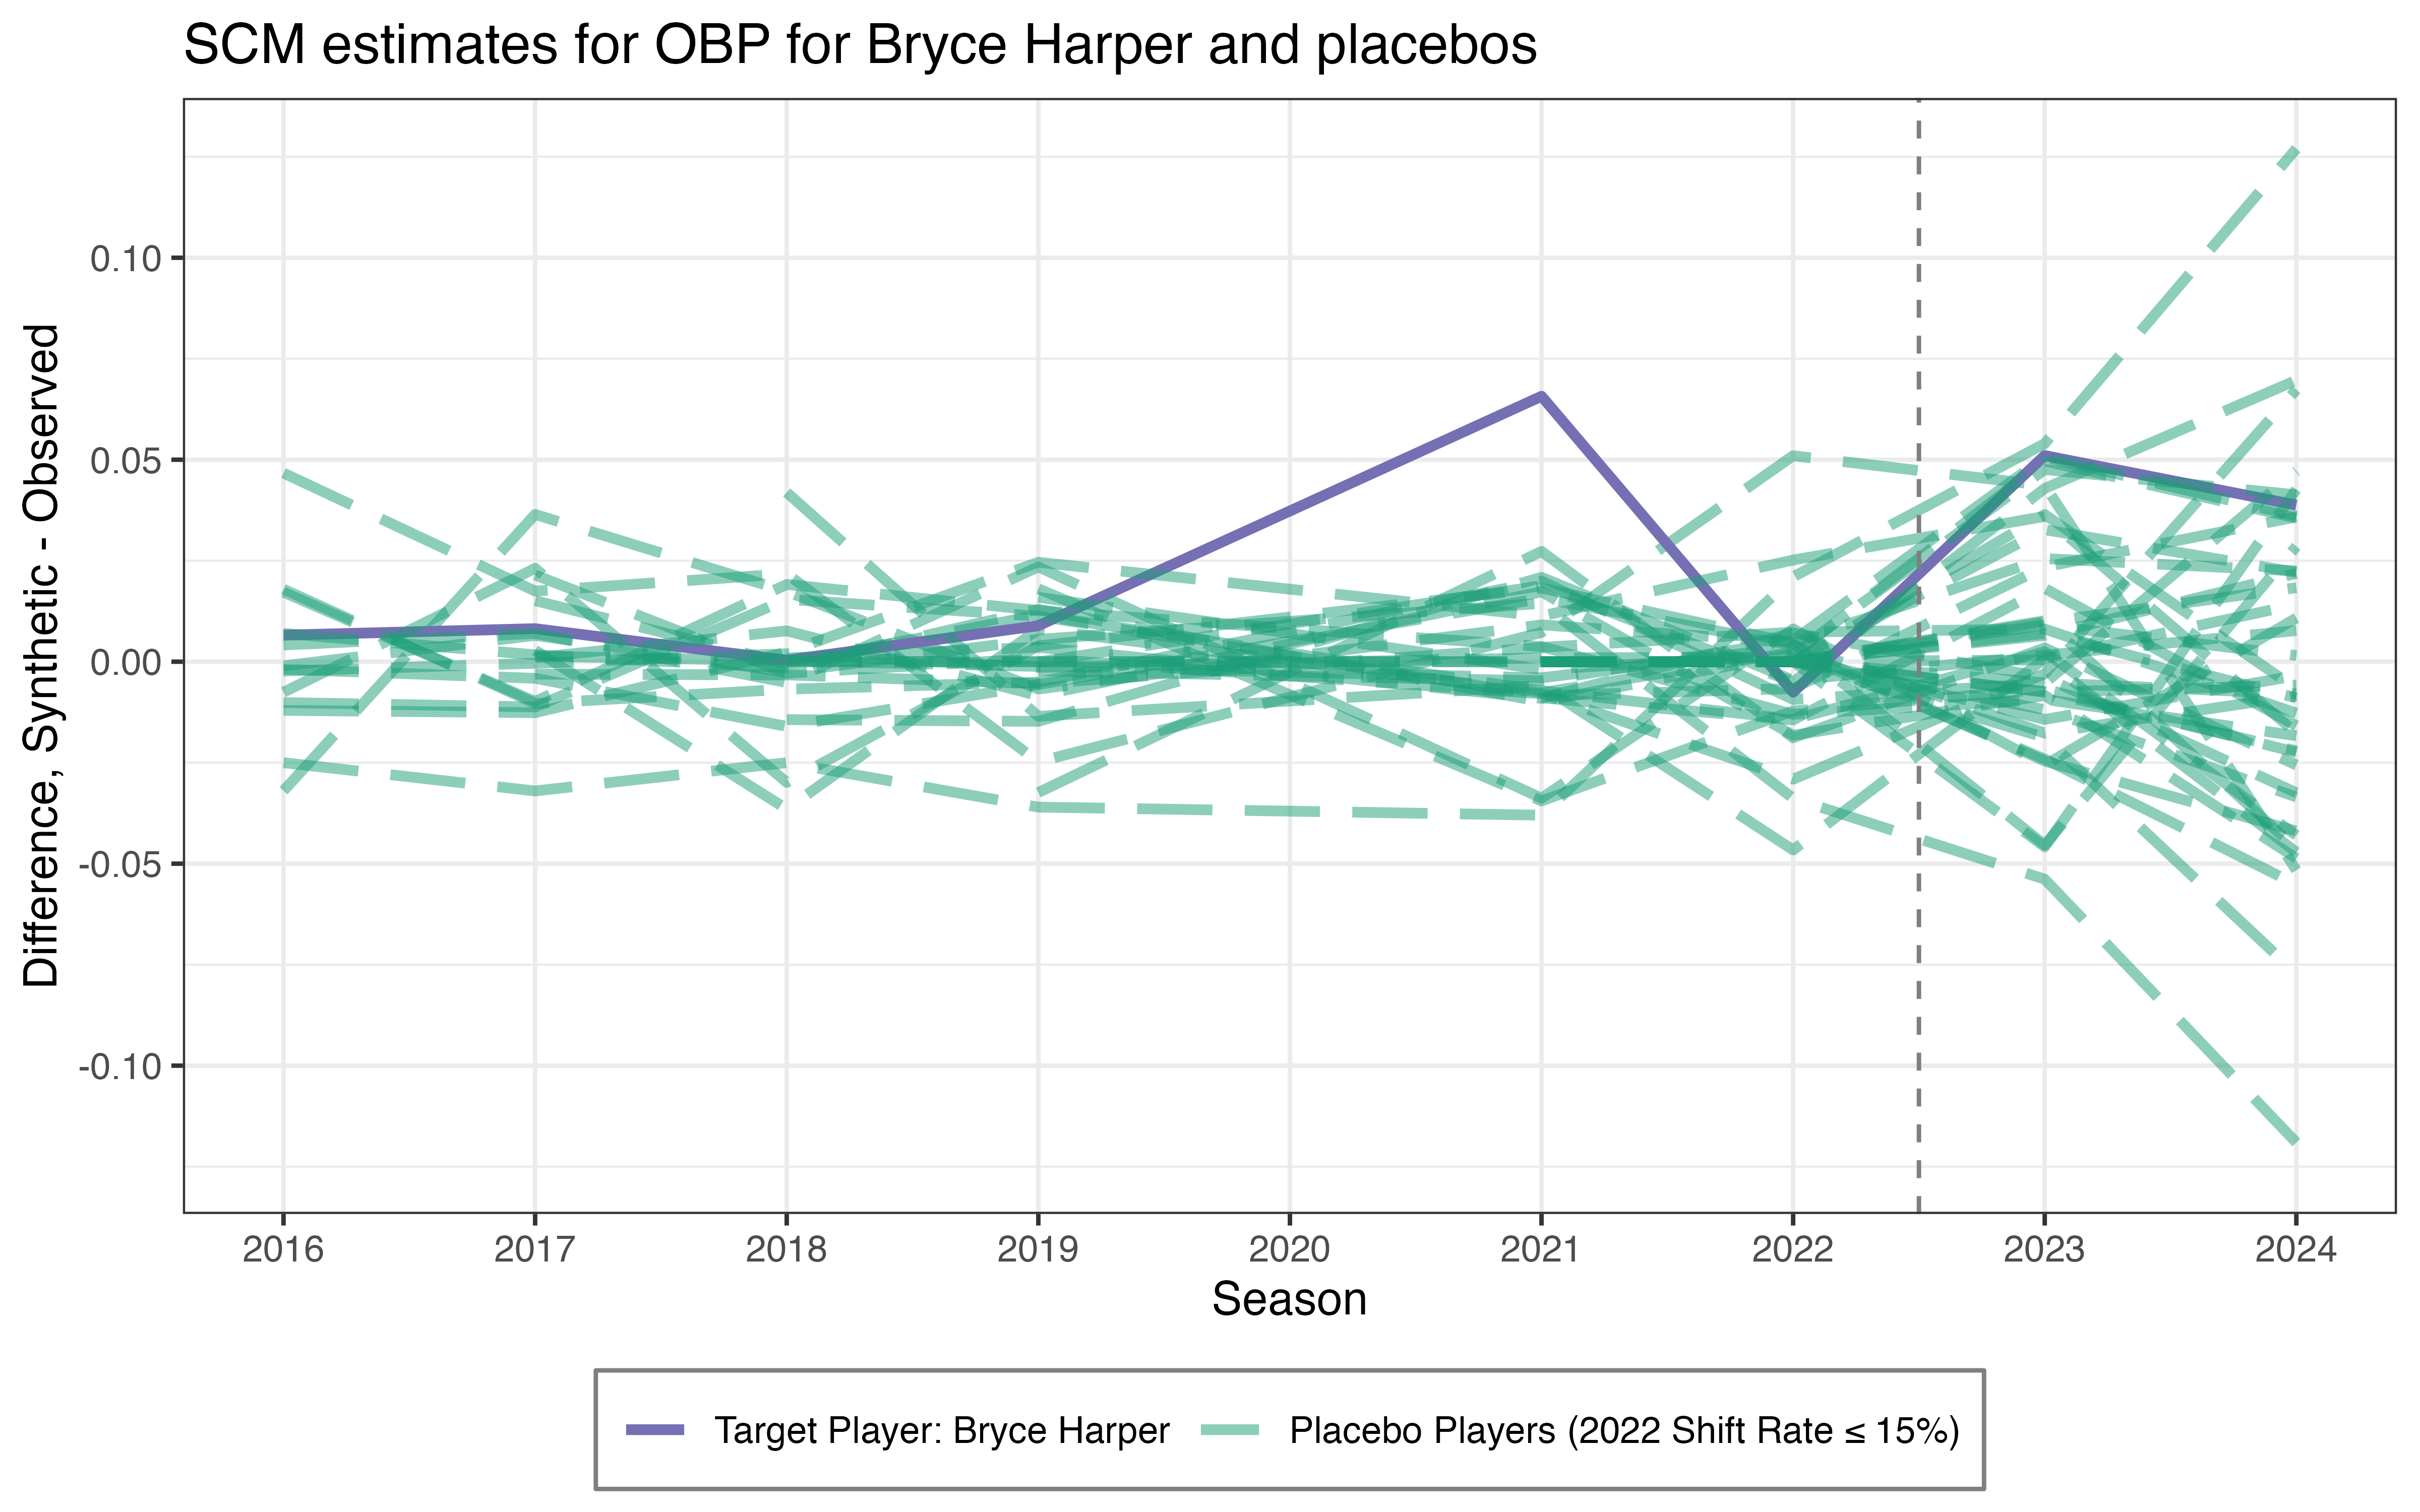 SCM estimates for OBP for Bryce Harper and placebos
Difference, Synthetic - Observed
0.10
0.05
0.00
-0.05
-0.10
2016 2017 2018 2019 2020 2021 2022 2023 2024
Season
Target Player: Bryce Harper Placebo Players (2022 Shift Rate ≤ 15%)